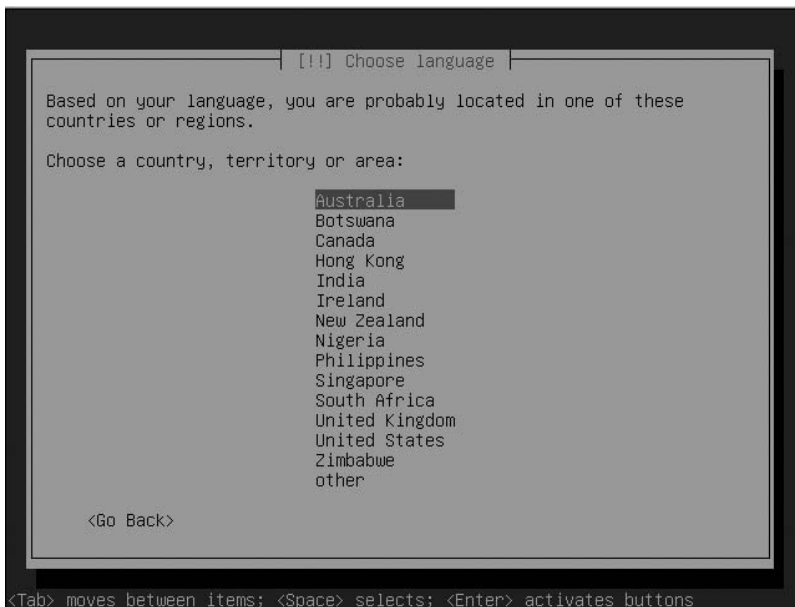 [!!] Choose language
Based on your language, you are probably located in one of these
countries or regions.
Choose a country, territory or area:
Australia
Botswana
Canada
Hong Kong
India
Ireland
New Zealand
Nigeria
Philippines
Singapore
South Africa
United Kingdom
United States
Zimbabwe
other
<Go Back>
<Tab> moves between items; <Space> selects; <Enter> activates buttons